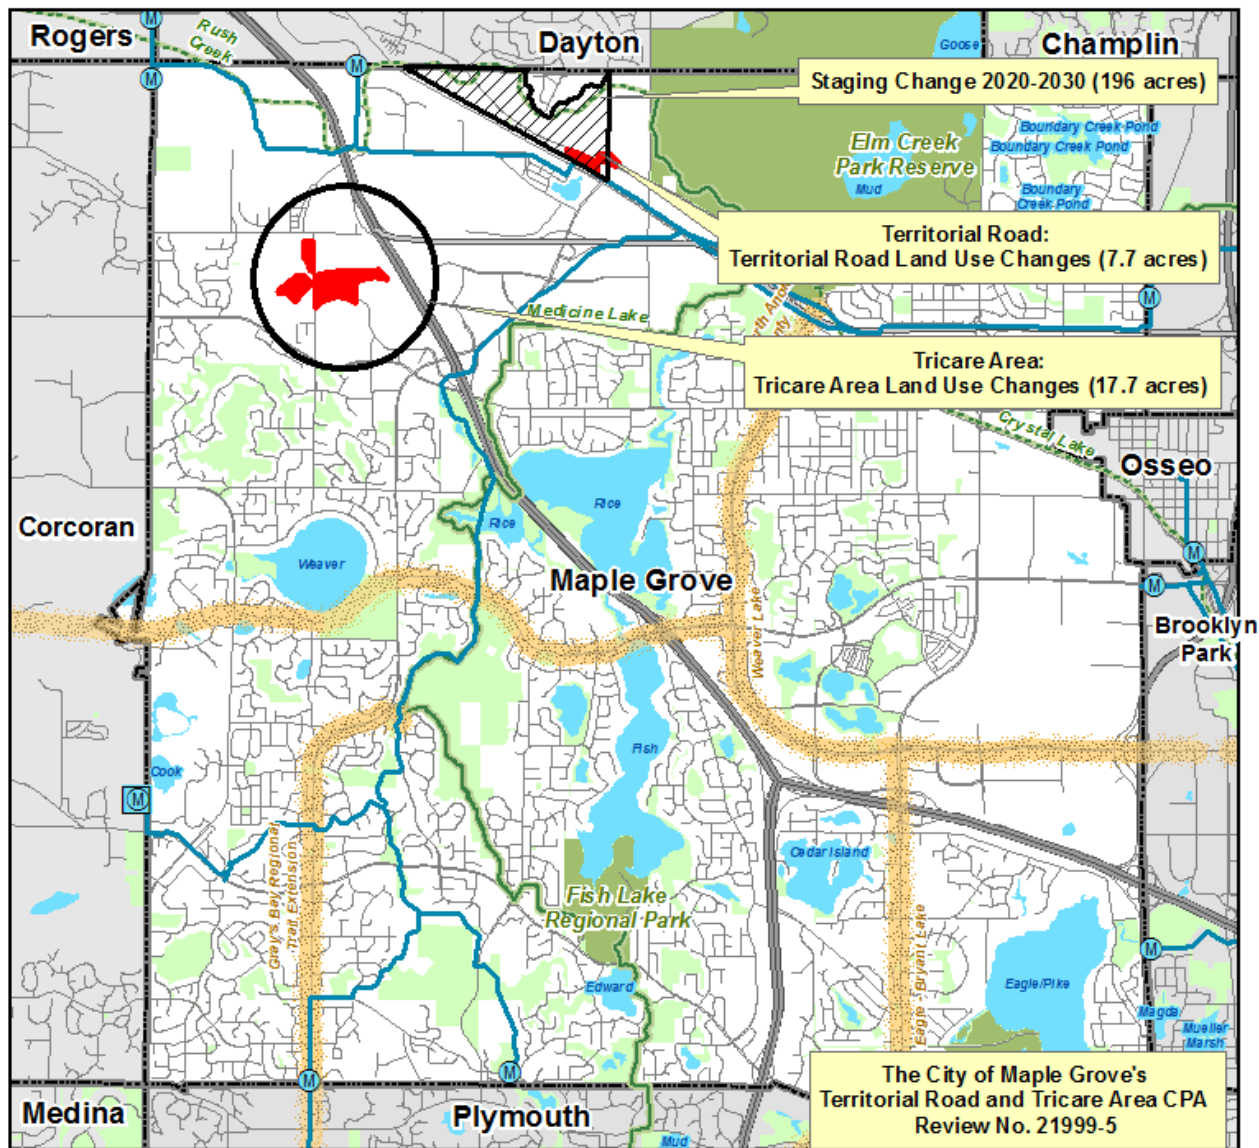 Rogers
Rush
Creek
Dayton
Goose
Champlin
M
M
M
Staging Change 2020-2030 (196 acres)
Elm Creek
Park Reserve
Mud
Boundary Creek Pond
Boundary Creek Pond
Boundary
Creek Pond
Territorial Road:
Territorial Road Land Use Changes (7.7 acres)
M
Medicine Lake
Tricare Area:
Tricare Area Land Use Changes (17.7 acres)
Crystal Lake
Osseo
Corcoran
Rice
Rice
Weaver
M
M
Maple Grove
Weaver Lake
Brooklyn
Park
Fish
Cook
M
Gray's Bay Regional
Trail Extension
Cedar Island
Fish Lake
Regional Park
Eagle - Bryant Lake
M
Edward
Eagle/Pike
Magda
Mueller
Marsh
M
M
Medina
Plymouth
Mud
The City of Maple Grove's
Territorial Road and Tricare Area CPA
Review No. 21999-5